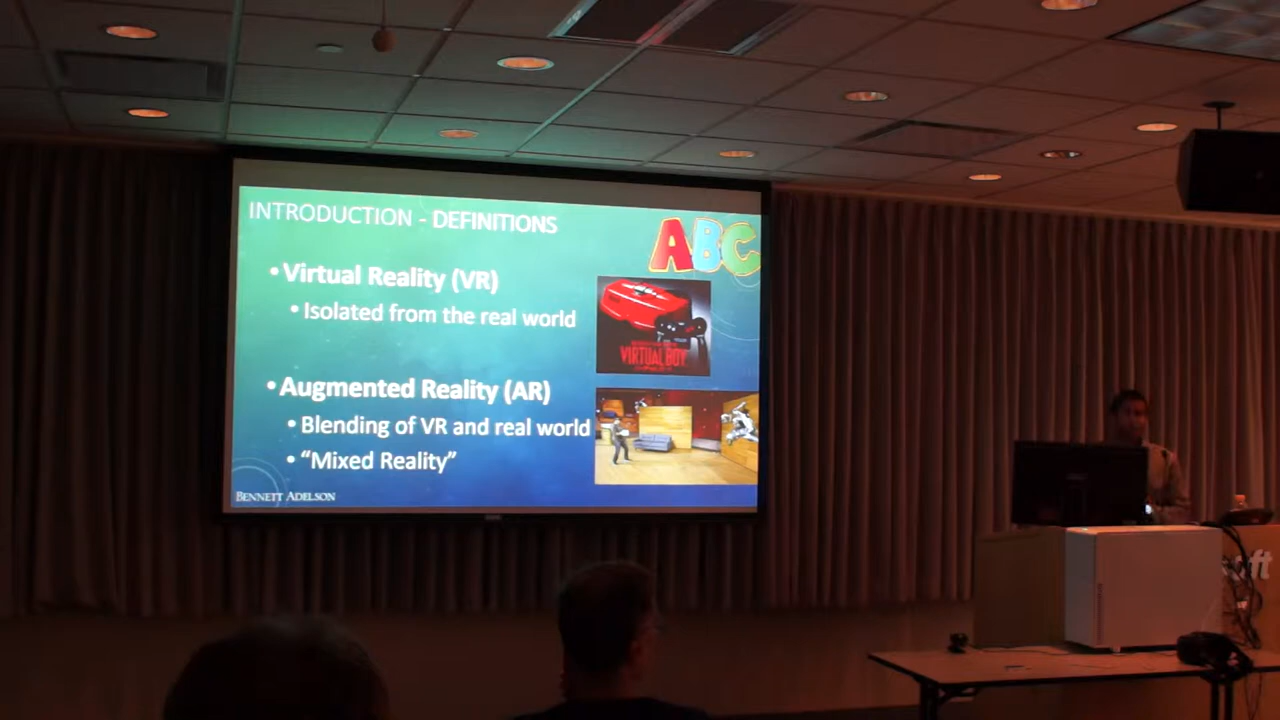 INTRODUCTION - DEFINITIONS
ABC
• Virtual Reality (VR)
• Isolated from the real world
VIRTUAL BOY
• Augmented Reality (AR)
• Blending of VR and real world
• “Mixed Reality”
BENNETT ADELSON
oft